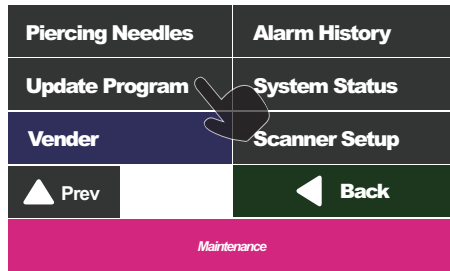 Piercing Needles
Alarm History
Update Program
System Status
Vender
Scanner Setup
Prev
Back
Maintenance